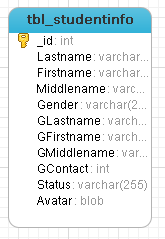 tbl_studentinfo
_id: int
Lastname: varchar...
Firstname: varchar...
Middlename: varc...
Gender: varchar(2...
GLastname: varch...
GFirstname: varch...
GMiddlename: var...
GContact: int
Status: varchar(255)
Avatar: blob